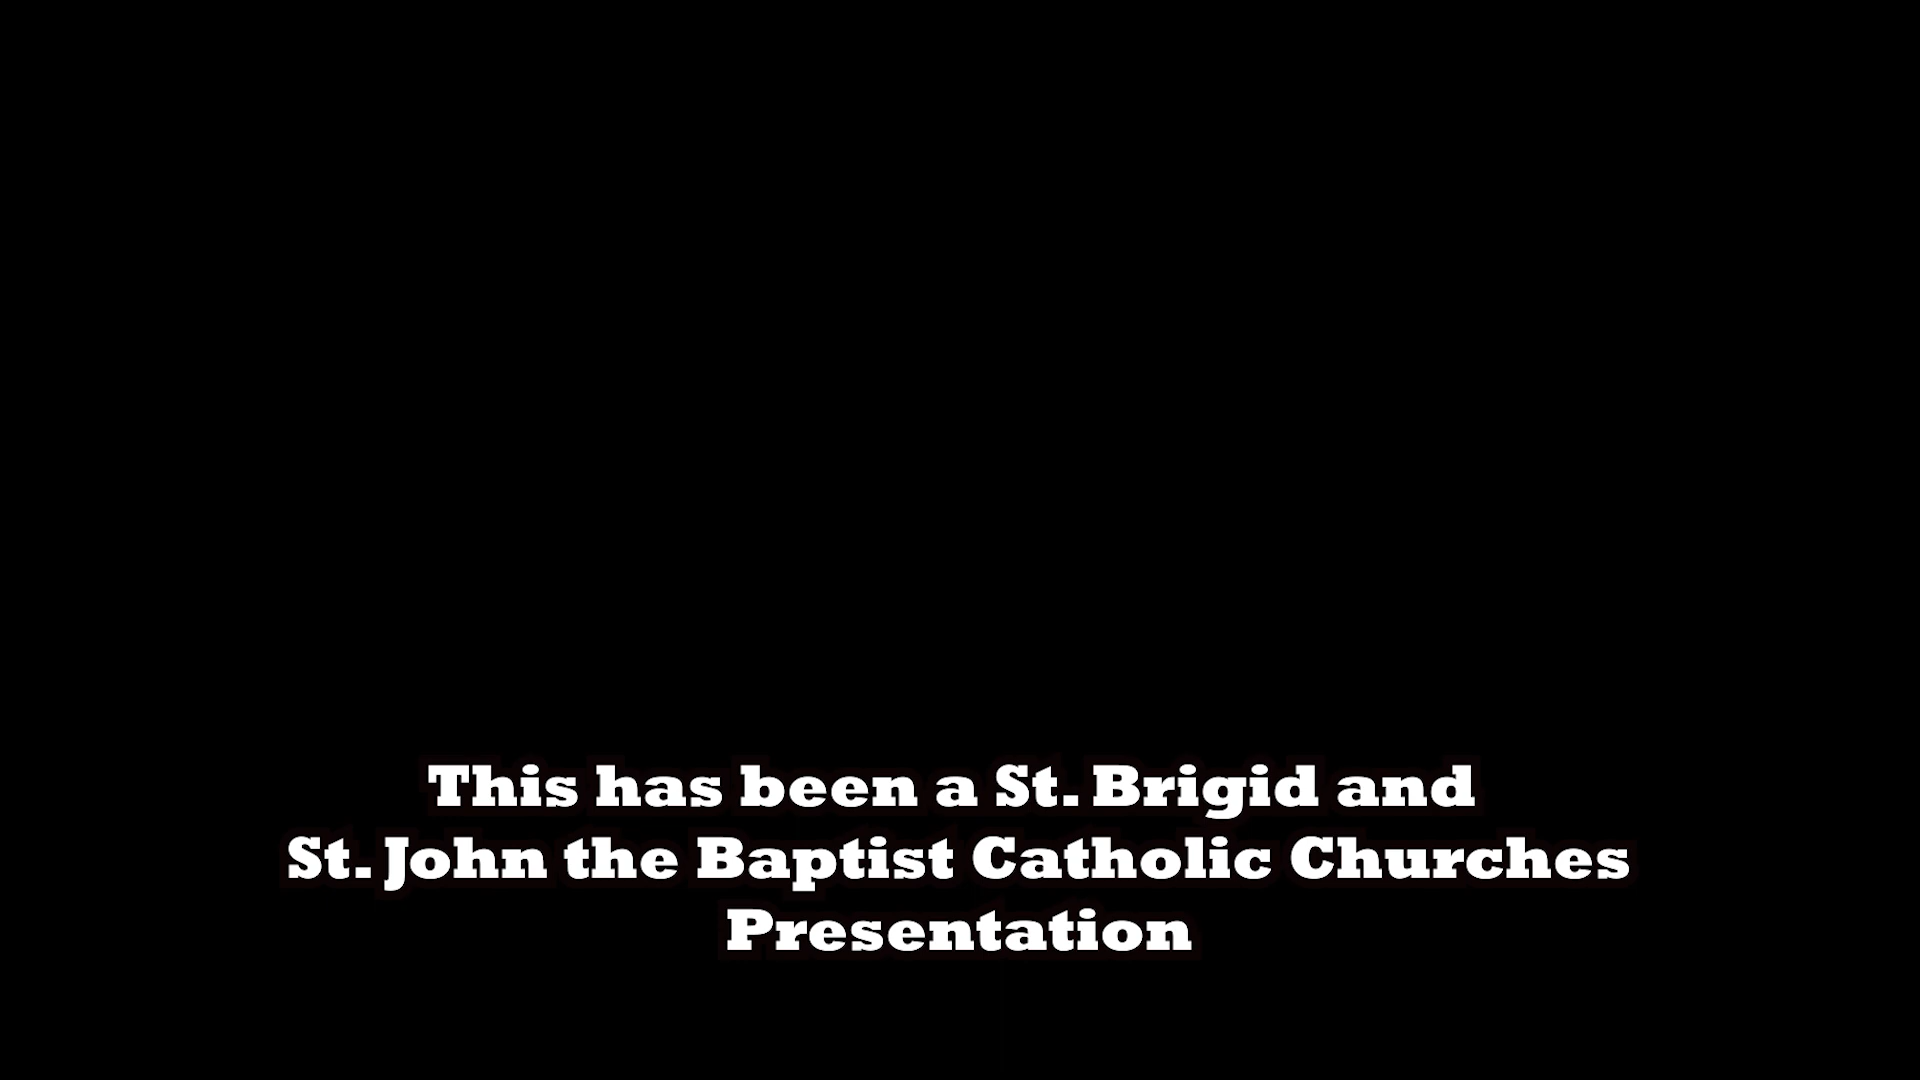 This has been a St. Brigid and
St. John the Baptist Catholic Churches
Presentation